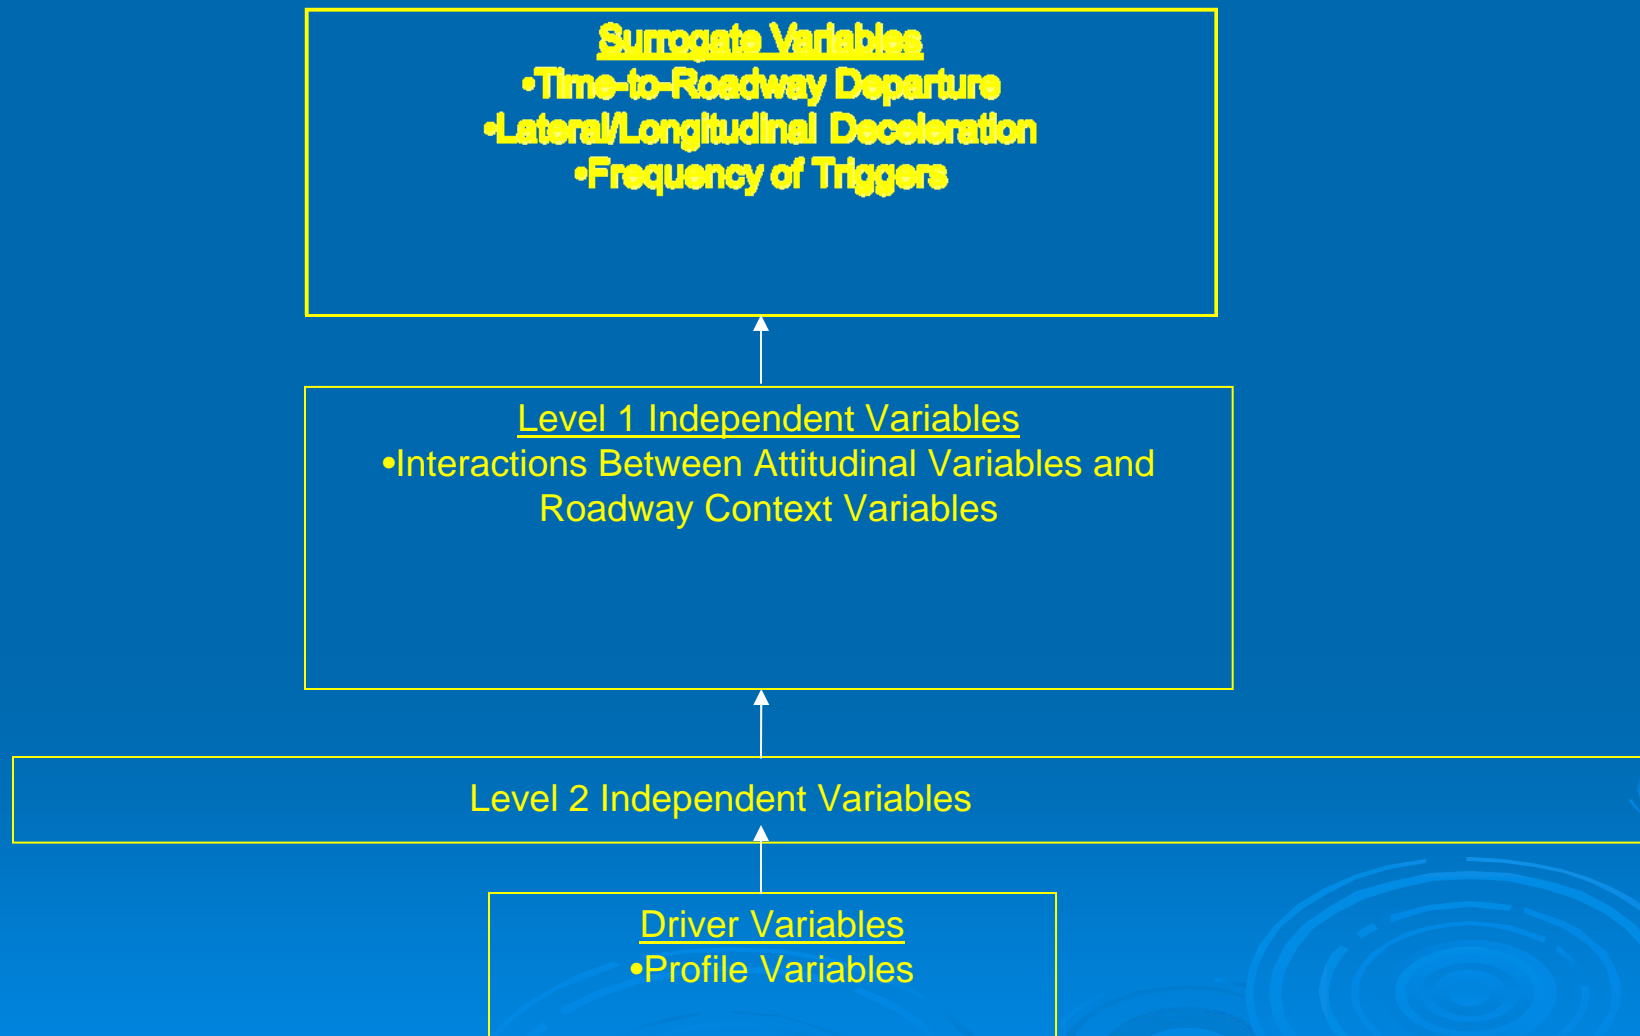 Surrogate Variables
•Time-to-Roadway Departure
•Lateral/Longitudinal Deceleration
•Frequency of Triggers
Level 1 Independent Variables
•Interactions Between Attitudinal Variables and
Roadway Context Variables
Level 2 Independent Variables
Driver Variables
•Profile Variables